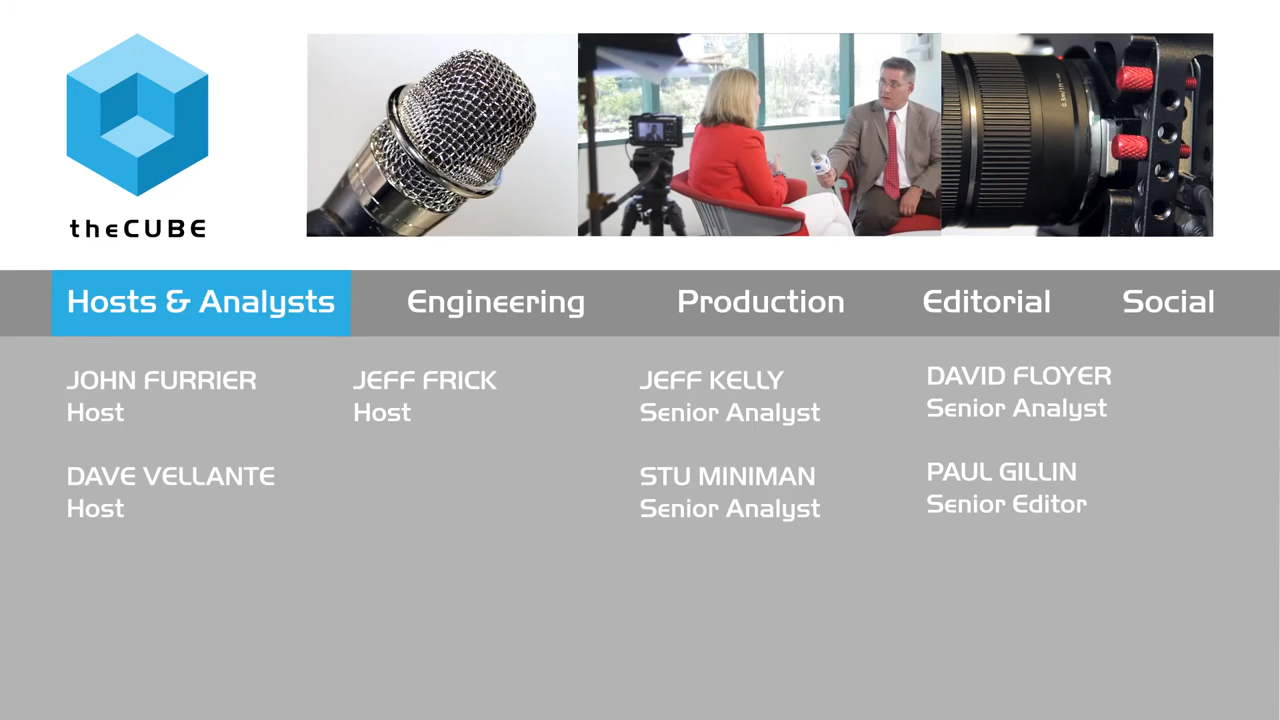 theCUBE
Hosts & Analysts
Engineering
Production
Editorial
Social
JOHN FURRIER
Host
DAVE VELLANTE
Host
JEFF FRICK
Host
JEFF KELLY
Senior Analyst
STU MINIMAN
Senior Analyst
DAVID FLOYER
Senior Analyst
PAUL GILLIN
Senior Editor